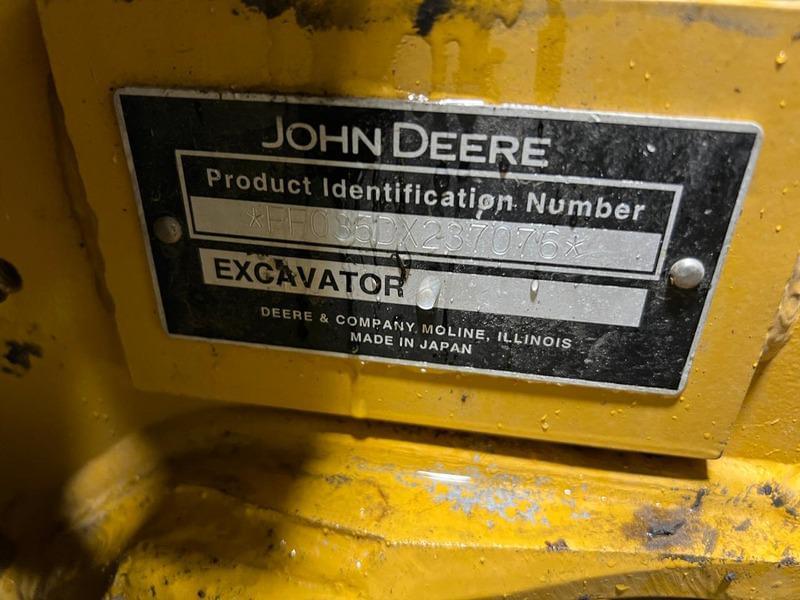 JOHN DEERE
Product Identification Number
*FF035DX237076*
EXCAVATOR
DEERE & COMPANY MOLINE, ILLINOIS
MADE IN JAPAN